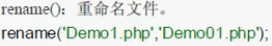 rename()：重命名文件。
rename('Demo1.php','Demo01.php');